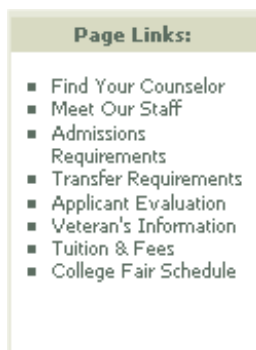 Page Links:
Find Your Counselor
Meet Our Staff
Admissions
Requirements
Transfer Requirements
Applicant Evaluation
Veteran's Information
Tuition & Fees
College Fair Schedule